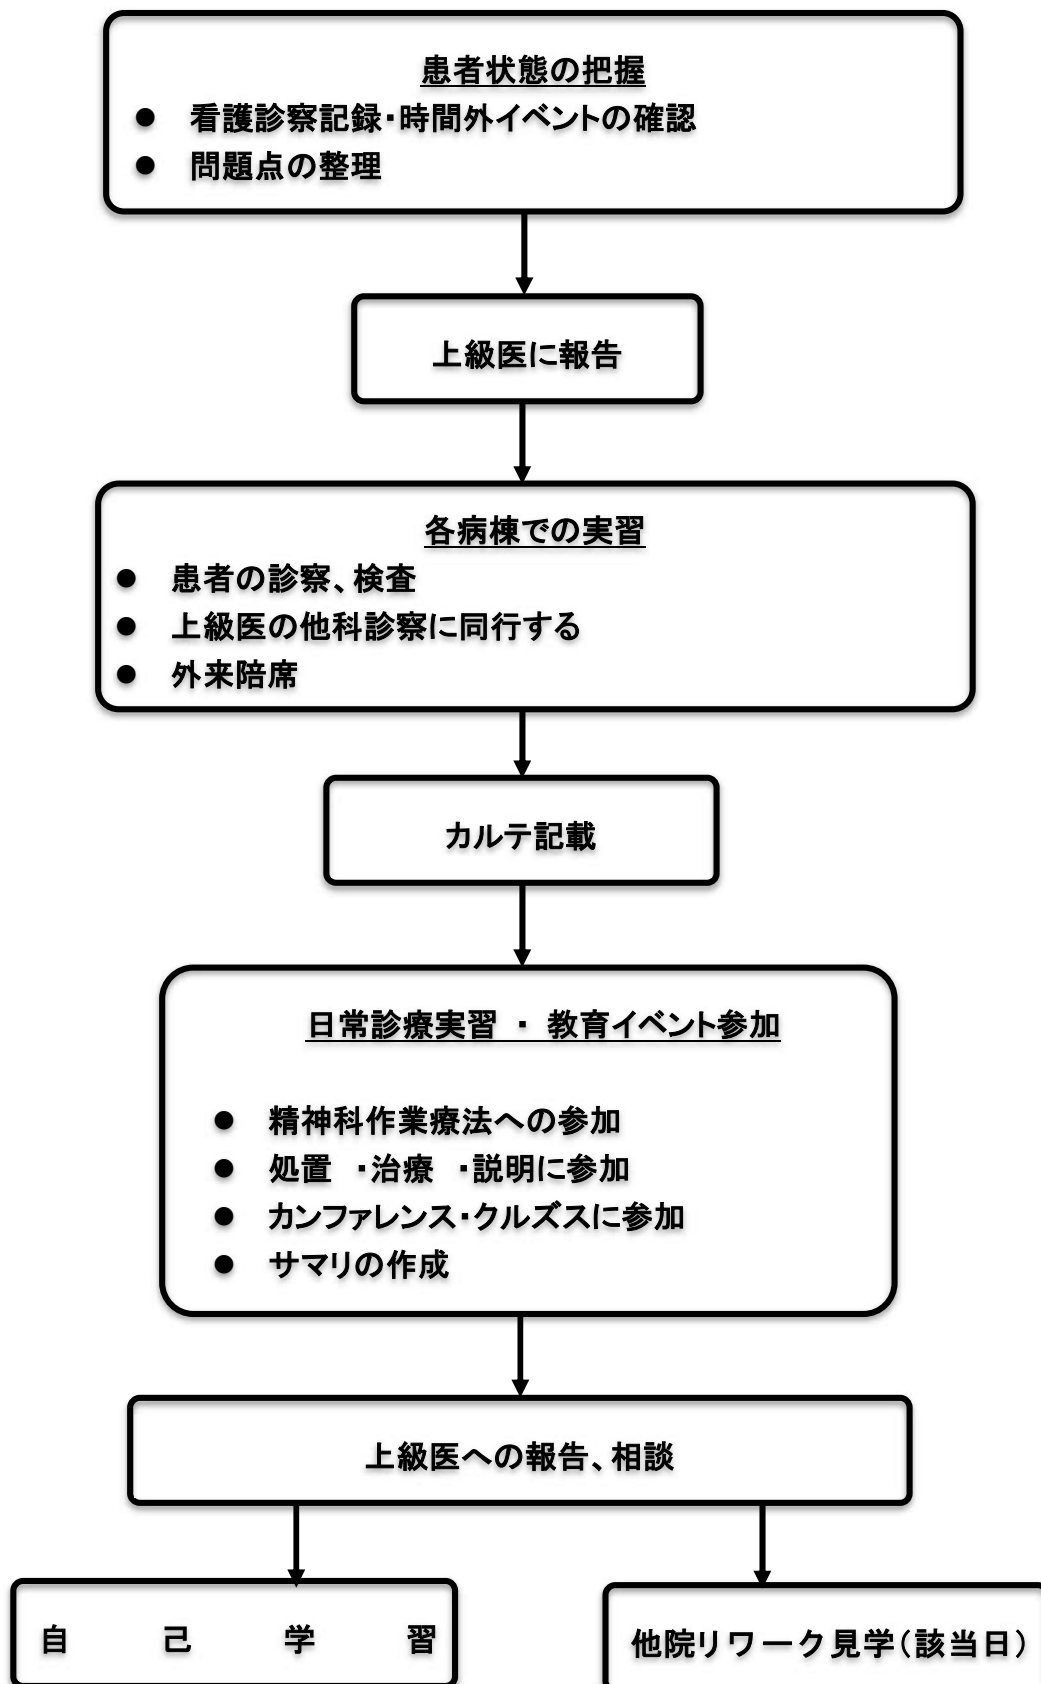 患者状態の把握
● 看護診察記録・時間外イベントの確認
● 問題点の整理
上級医に報告
各病棟での実習
● 患者の診察、検査
● 上級医の他科診察に同行する
● 外来陪席
カルテ記載
日常診療実習 ・ 教育イベント参加
● 精神科作業療法への参加
● 処置 ・治療 ・説明に参加
● カンファレンス・クルズスに参加
● サマリの作成
上級医への報告、相談
自 己 学 習
他院リワーク見学（該当日）